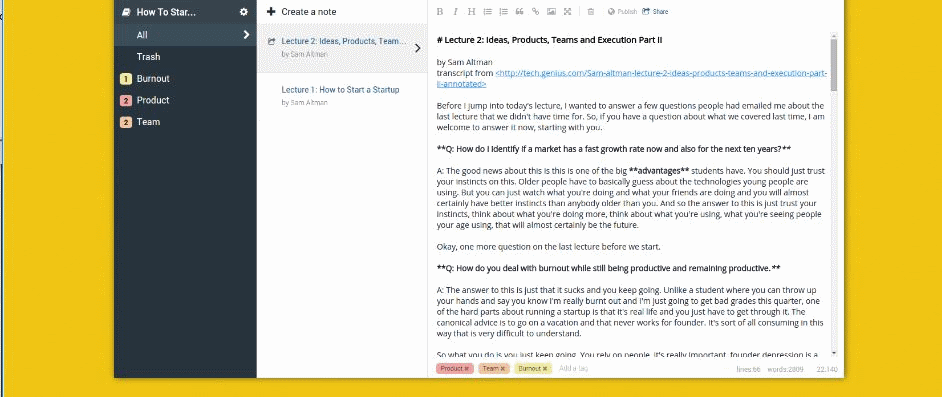 How To Star...
All
Trash
1 Burnout
2 Product
2 Team
Create a note
Lecture 2: Ideas, Products, Team...
by Sam Altman
Lecture 1: How to Start a Startup
by Sam Altman
B I H Publish Share
# Lecture 2: Ideas, Products, Teams and Execution Part II
by Sam Altman
transcript from <http://tech.genius.com/Sam-altman-lecture-2-ideas-products-teams-and-execution-part-
ii-annotated>
Before I jump into today's lecture, I wanted to answer a few questions people had emailed me about the
last lecture that we didn't have time for. So, if you have a question about what we covered last time, I am
welcome to answer it now, starting with you.
**Q: How do I identify if a market has a fast growth rate now and also for the next ten years?**
A: The good news about this is this is one of the big **advantages** students have. You should just trust
your instincts on this. Older people have to basically guess about the technologies young people are
using. But you can just watch what you're doing and what your friends are doing and you will almost
certainly have better instincts than anybody older than you. And so the answer to this is just trust your
instincts, think about what you're doing more, think about what you're using, what you're seeing people
your age using, that will almost certainly be the future.
Okay, one more question on the last lecture before we start.
**Q: How do you deal with burnout while still being productive and remaining productive.**
A: The answer to this is just that it sucks and you keep going. Unlike a student where you can throw up
your hands and say you know I'm really burnt out and I'm just going to get bad grades this quarter, one
of the hard parts about running a startup is that it's real life and you just have to get through it. The
canonical advice is to go on a vacation and that never works for founder. It's sort of all consuming in this
way that is very difficult to understand.
So what you do is you just keep going. You rely on people, it's really important, founder depression is a
Product × Team × Burnout × Add a tag
lines:66 words:2809 22,140